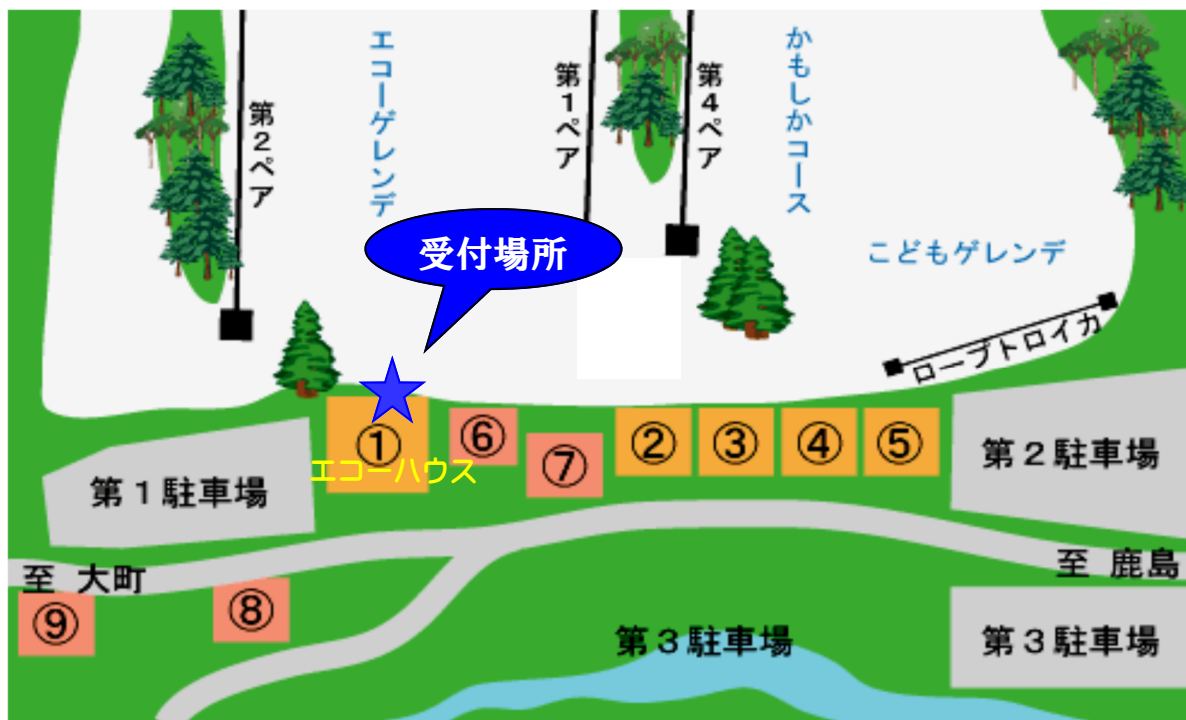 エコーゲレンデ
第2ペア
第1ペア
第4ペア
かもしかコース
受付場所
こどもゲレンデ
ロープトロイカ
①
エコーハウス
⑥
⑦
②
③
④
⑤
第1駐車場
第2駐車場
至 大町
至 鹿島
⑨
⑧
第3駐車場
第3駐車場